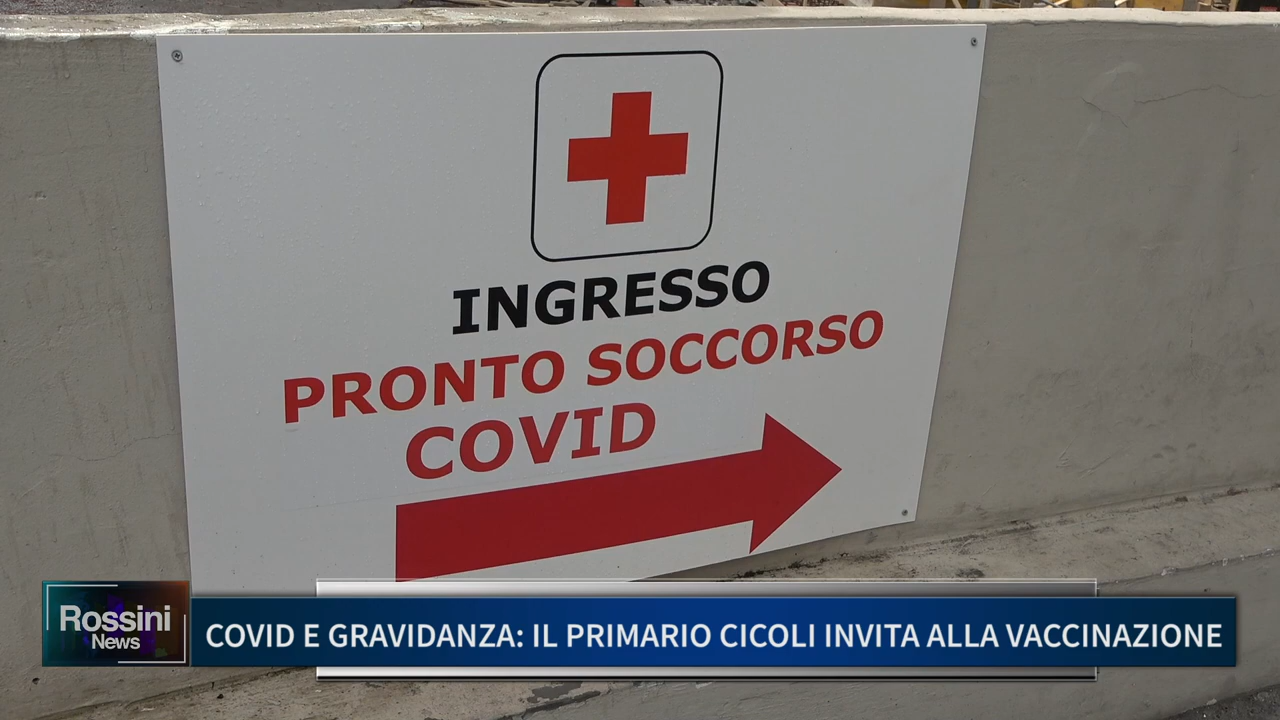 INGRESSO
PRONTO SOCCORSO
COVID
Rossini
News
COVID E GRAVIDANZA: IL PRIMARIO CICOLI INVITA ALLA VACCINAZIONE